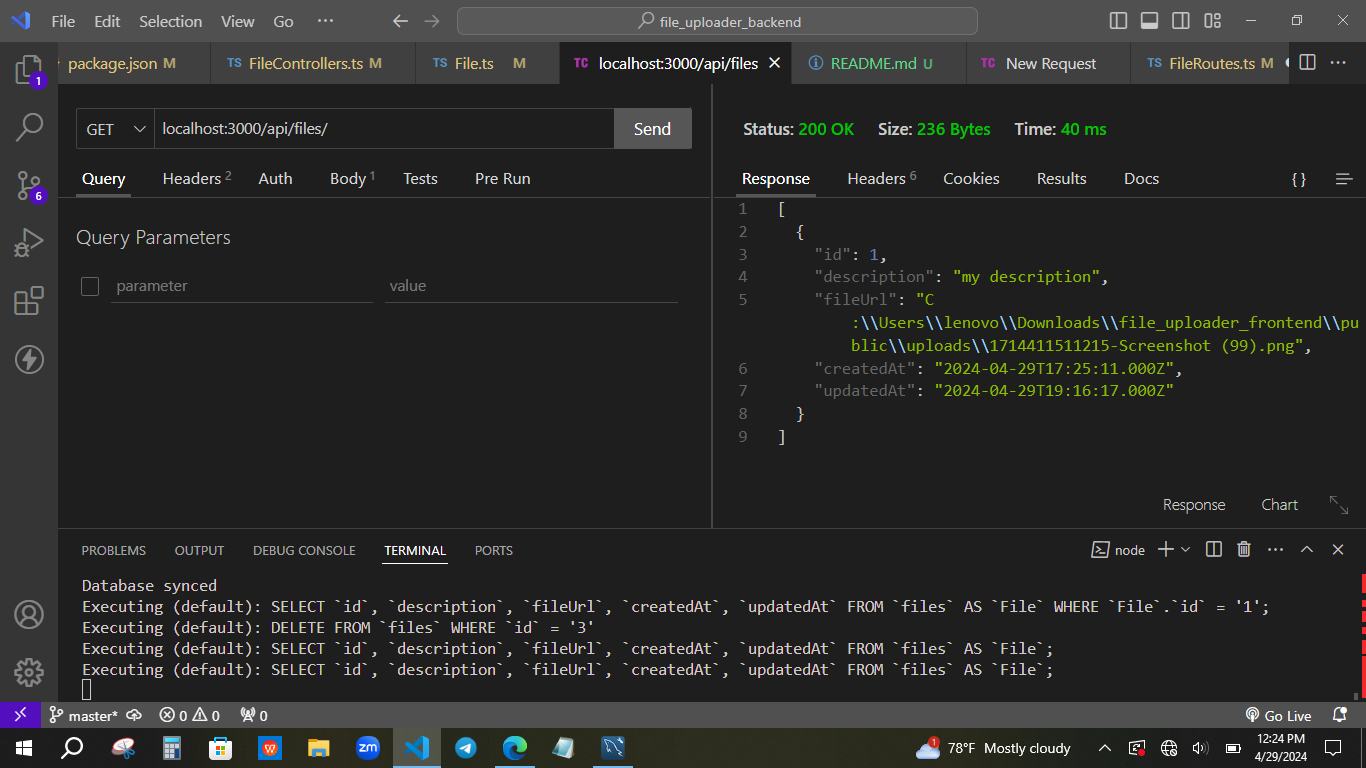 File Edit Selection View Go ··· file_uploader_backend
package.json M TS FileControllers.ts M TS File.ts M TC localhost:3000/api/files TC README.md U TC New Request TS FileRoutes.ts M
1
6
GET localhost:3000/api/files/ Send
Query Headers 2 Auth Body 1 Tests Pre Run
Query Parameters
parameter value
Status: 200 OK Size: 236 Bytes Time: 40 ms
Response Headers 6 Cookies Results Docs {}
1 [
2 {
3 "id": 1,
4 "description": "my description",
5 "fileUrl": "C
:\\Users\\lenovo\\Downloads\\file_uploader_frontend\\pu
blic\\uploads\\1714411511215-Screenshot (99).png",
6 "createdAt": "2024-04-29T17:25:11.000Z",
7 "updatedAt": "2024-04-29T19:16:17.000Z"
8 }
9 ]
Response Chart
PROBLEMS OUTPUT DEBUG CONSOLE TERMINAL PORTS node
Database synced
Executing (default): SELECT `id`, `description`, `fileUrl`, `createdAt`, `updatedAt` FROM `files` AS `File` WHERE `File`.`id` = '1';
Executing (default): DELETE FROM `files` WHERE `id` = '3'
Executing (default): SELECT `id`, `description`, `fileUrl`, `createdAt`, `updatedAt` FROM `files` AS `File`;
Executing (default): SELECT `id`, `description`, `fileUrl`, `createdAt`, `updatedAt` FROM `files` AS `File`;
master* 0 0 0 Go Live
W zm 1 78°F Mostly cloudy 12:24 PM
4/29/2024